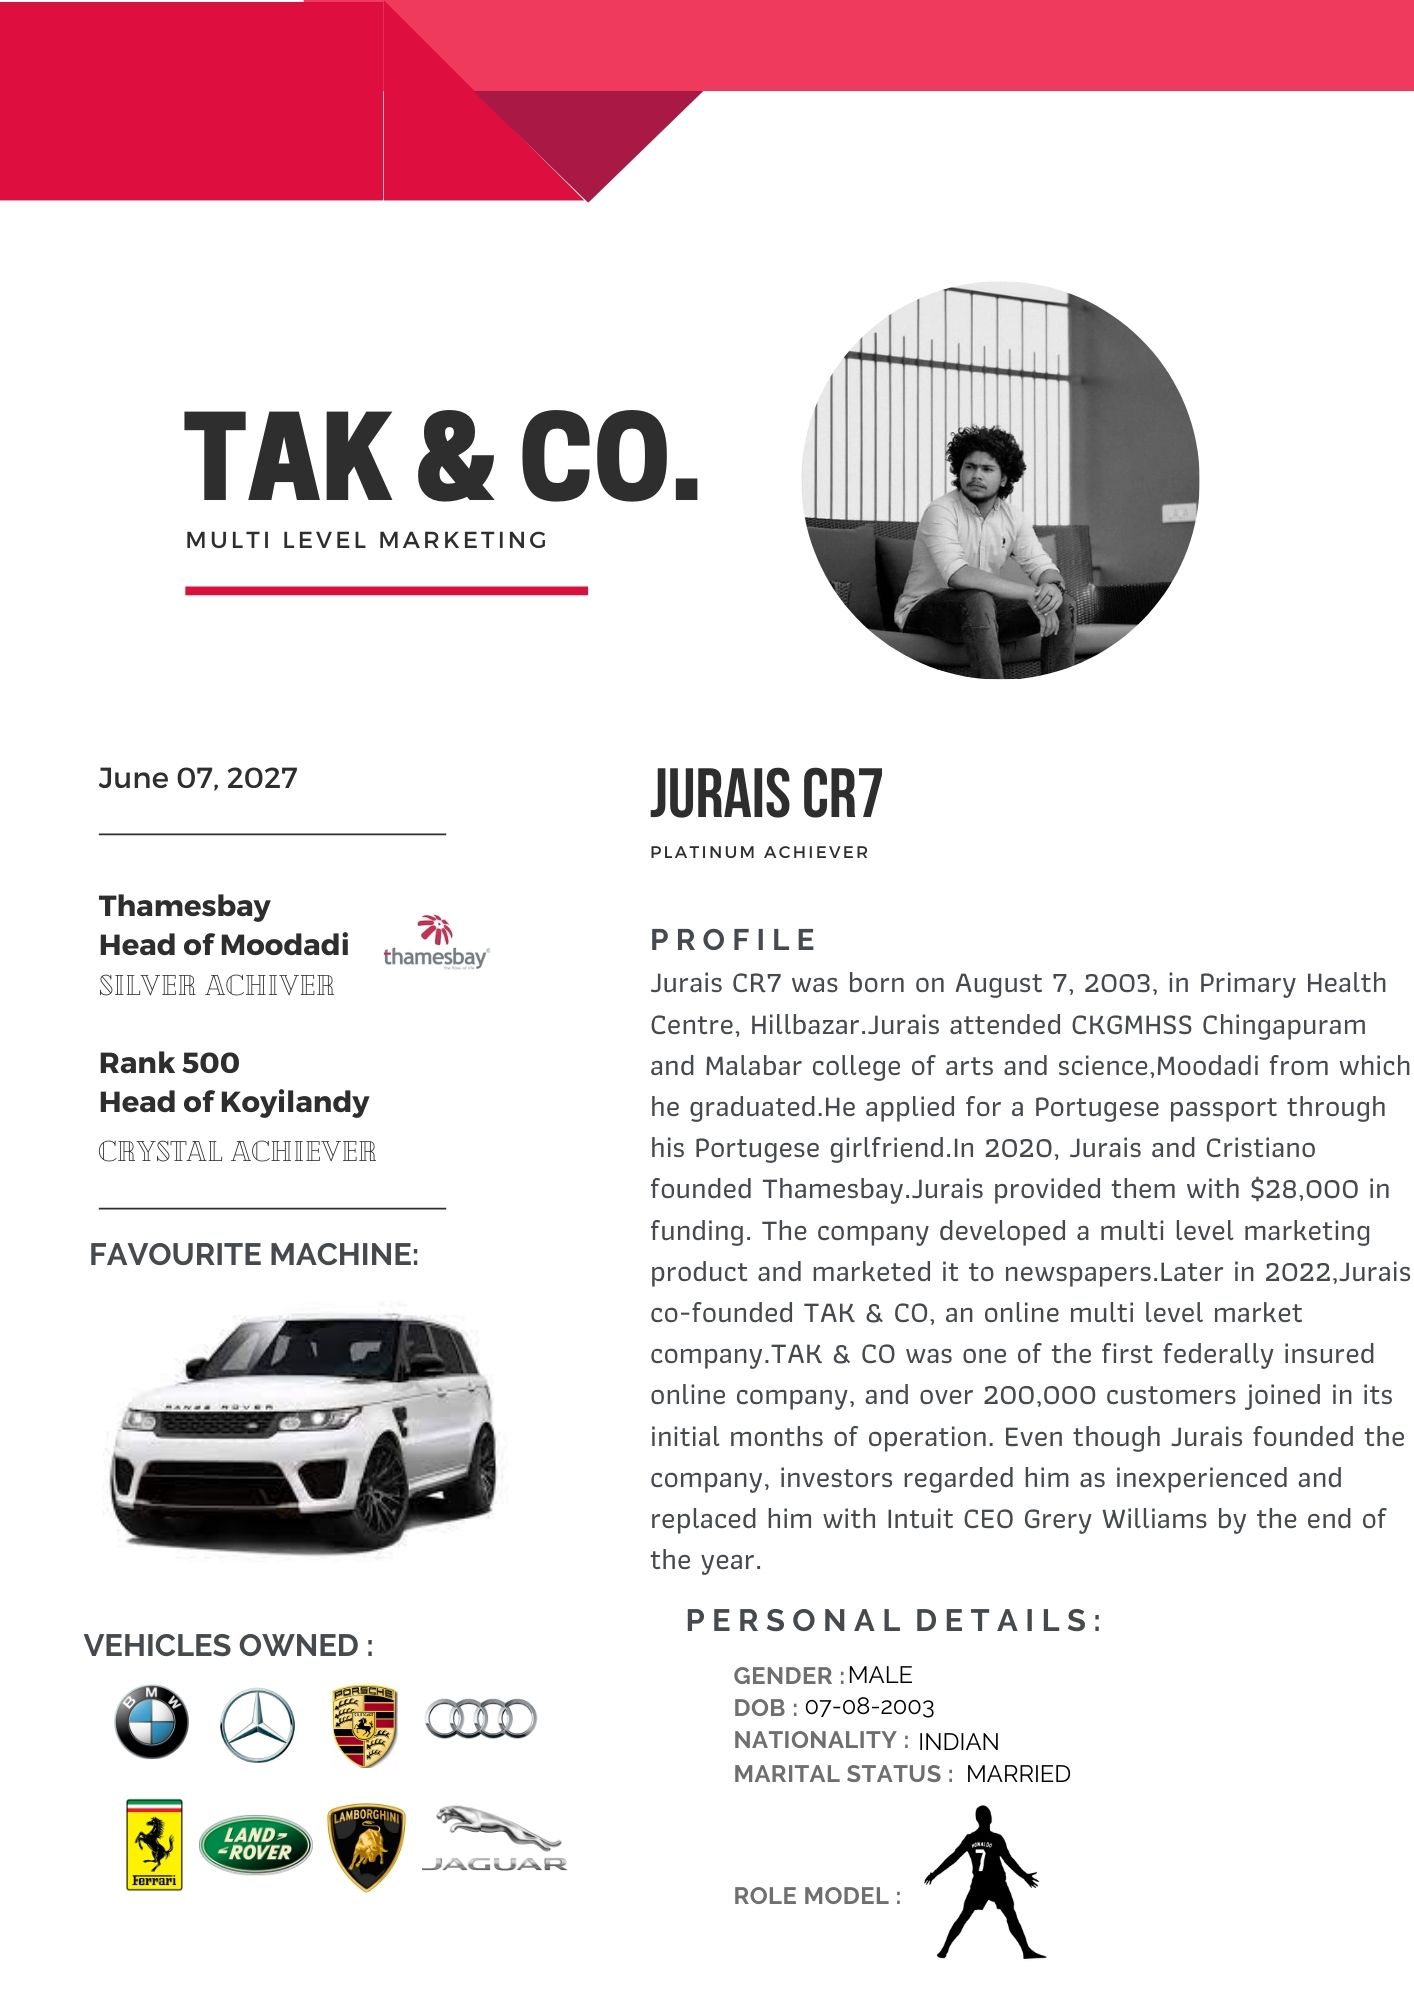 TAK & CO.
MULTI LEVEL MARKETING
June 07, 2027
Thamesbay
Head of Moodadi
thamesbay
SILVER ACHIVER
Rank 500
Head of Koyilandy
CRYSTAL ACHIEVER
FAVOURITE MACHINE:
RANGE ROVER
VEHICLES OWNED :
BMW
PORSCHE
Ferrari
LAND-
-ROVER
LAMBORGHINI
JAGUAR
JURAIS CR7
PLATINUM ACHIEVER
PROFILE
Jurais CR7 was born on August 7, 2003, in Primary Health
Centre, Hillbazar.Jurais attended CKGMHSS Chingapuram
and Malabar college of arts and science,Moodadi from which
he graduated.He applied for a Portugese passport through
his Portugese girlfriend.In 2020, Jurais and Cristiano
founded Thamesbay.Jurais provided them with $28,000 in
funding. The company developed a multi level marketing
product and marketed it to newspapers.Later in 2022,Jurais
co-founded TAK & CO, an online multi level market
company.TAK & CO was one of the first federally insured
online company, and over 200,000 customers joined in its
initial months of operation. Even though Jurais founded the
company, investors regarded him as inexperienced and
replaced him with Intuit CEO Grery Williams by the end of
the year.
PERSONAL DETAILS:
GENDER : MALE
DOB : 07-08-2003
NATIONALITY : INDIAN
MARITAL STATUS : MARRIED
ROLE MODEL :
RONALDO
7